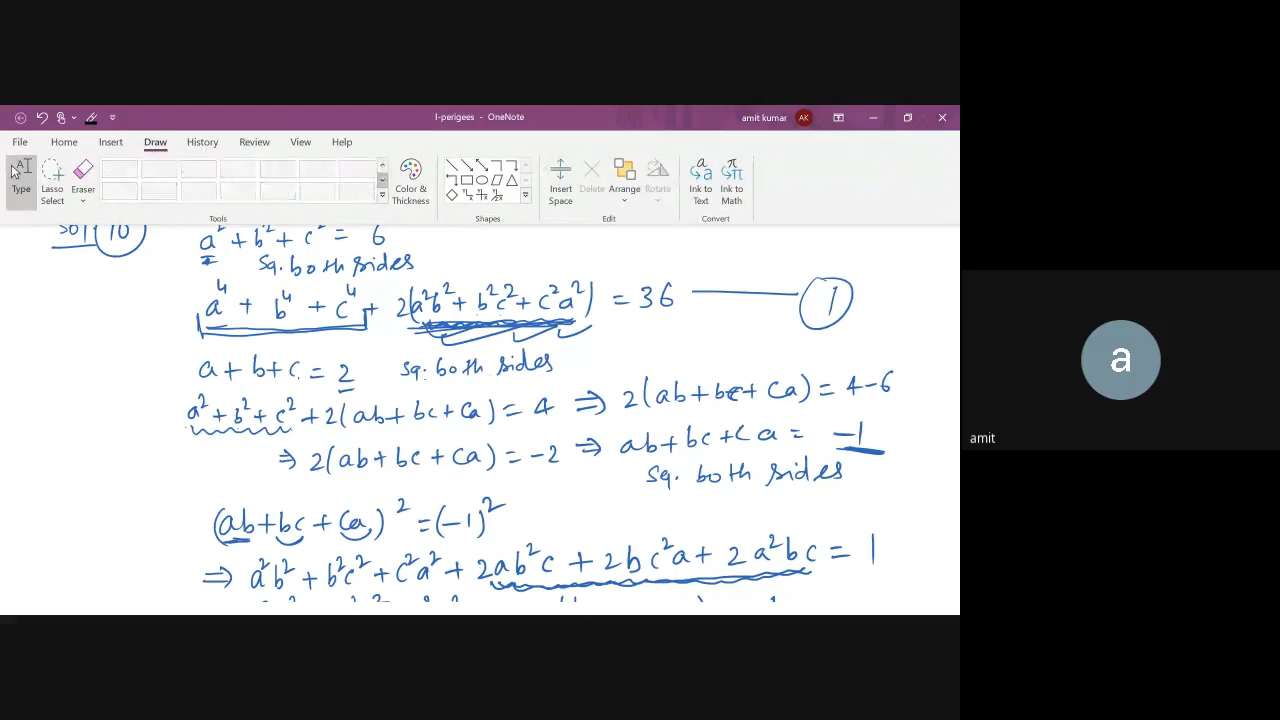 I-perigees - OneNote
amit kumar AK
File Home Insert Draw History Review View Help
Type Lasso Select Eraser Color & Thickness Insert Space Delete Arrange Rotate Ink to Text Ink to Math
Tools Shapes Edit Convert
sol 10 a² + b² + c² = 6
Sq. both sides
a⁴ + b⁴ + c⁴ + 2(a²b² + b²c² + c²a²) = 36 ——— 1
a + b + c = 2 Sq. both sides
a² + b² + c² + 2(ab + bc + ca) = 4 ⇒ 2(ab + bc + ca) = 4-6
⇒ 2(ab + bc + ca) = -2 ⇒ ab + bc + ca = -1
Sq. both sides
(ab + bc + ca)² = (-1)²
⇒ a²b² + b²c² + c²a² + 2ab²c + 2bc²a + 2a²bc = 1
a
amit